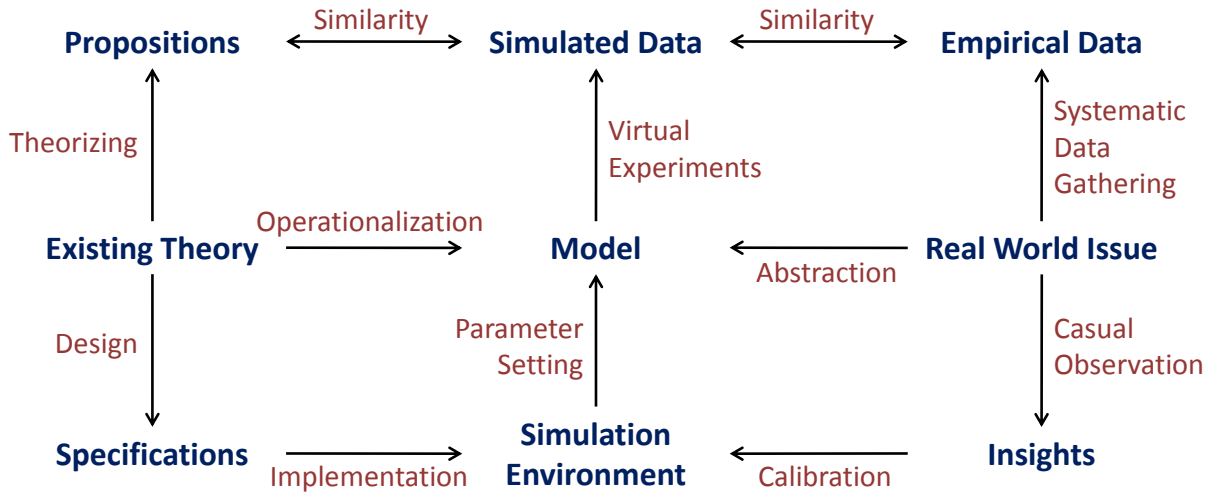 Similarity
Similarity
Propositions
Simulated Data
Empirical Data
Theorizing
Virtual
Experiments
Systematic
Data
Gathering
Operationalization
Existing Theory
Model
Real World Issue
Abstraction
Design
Parameter
Setting
Casual
Observation
Specifications
Simulation
Environment
Insights
Implementation
Calibration